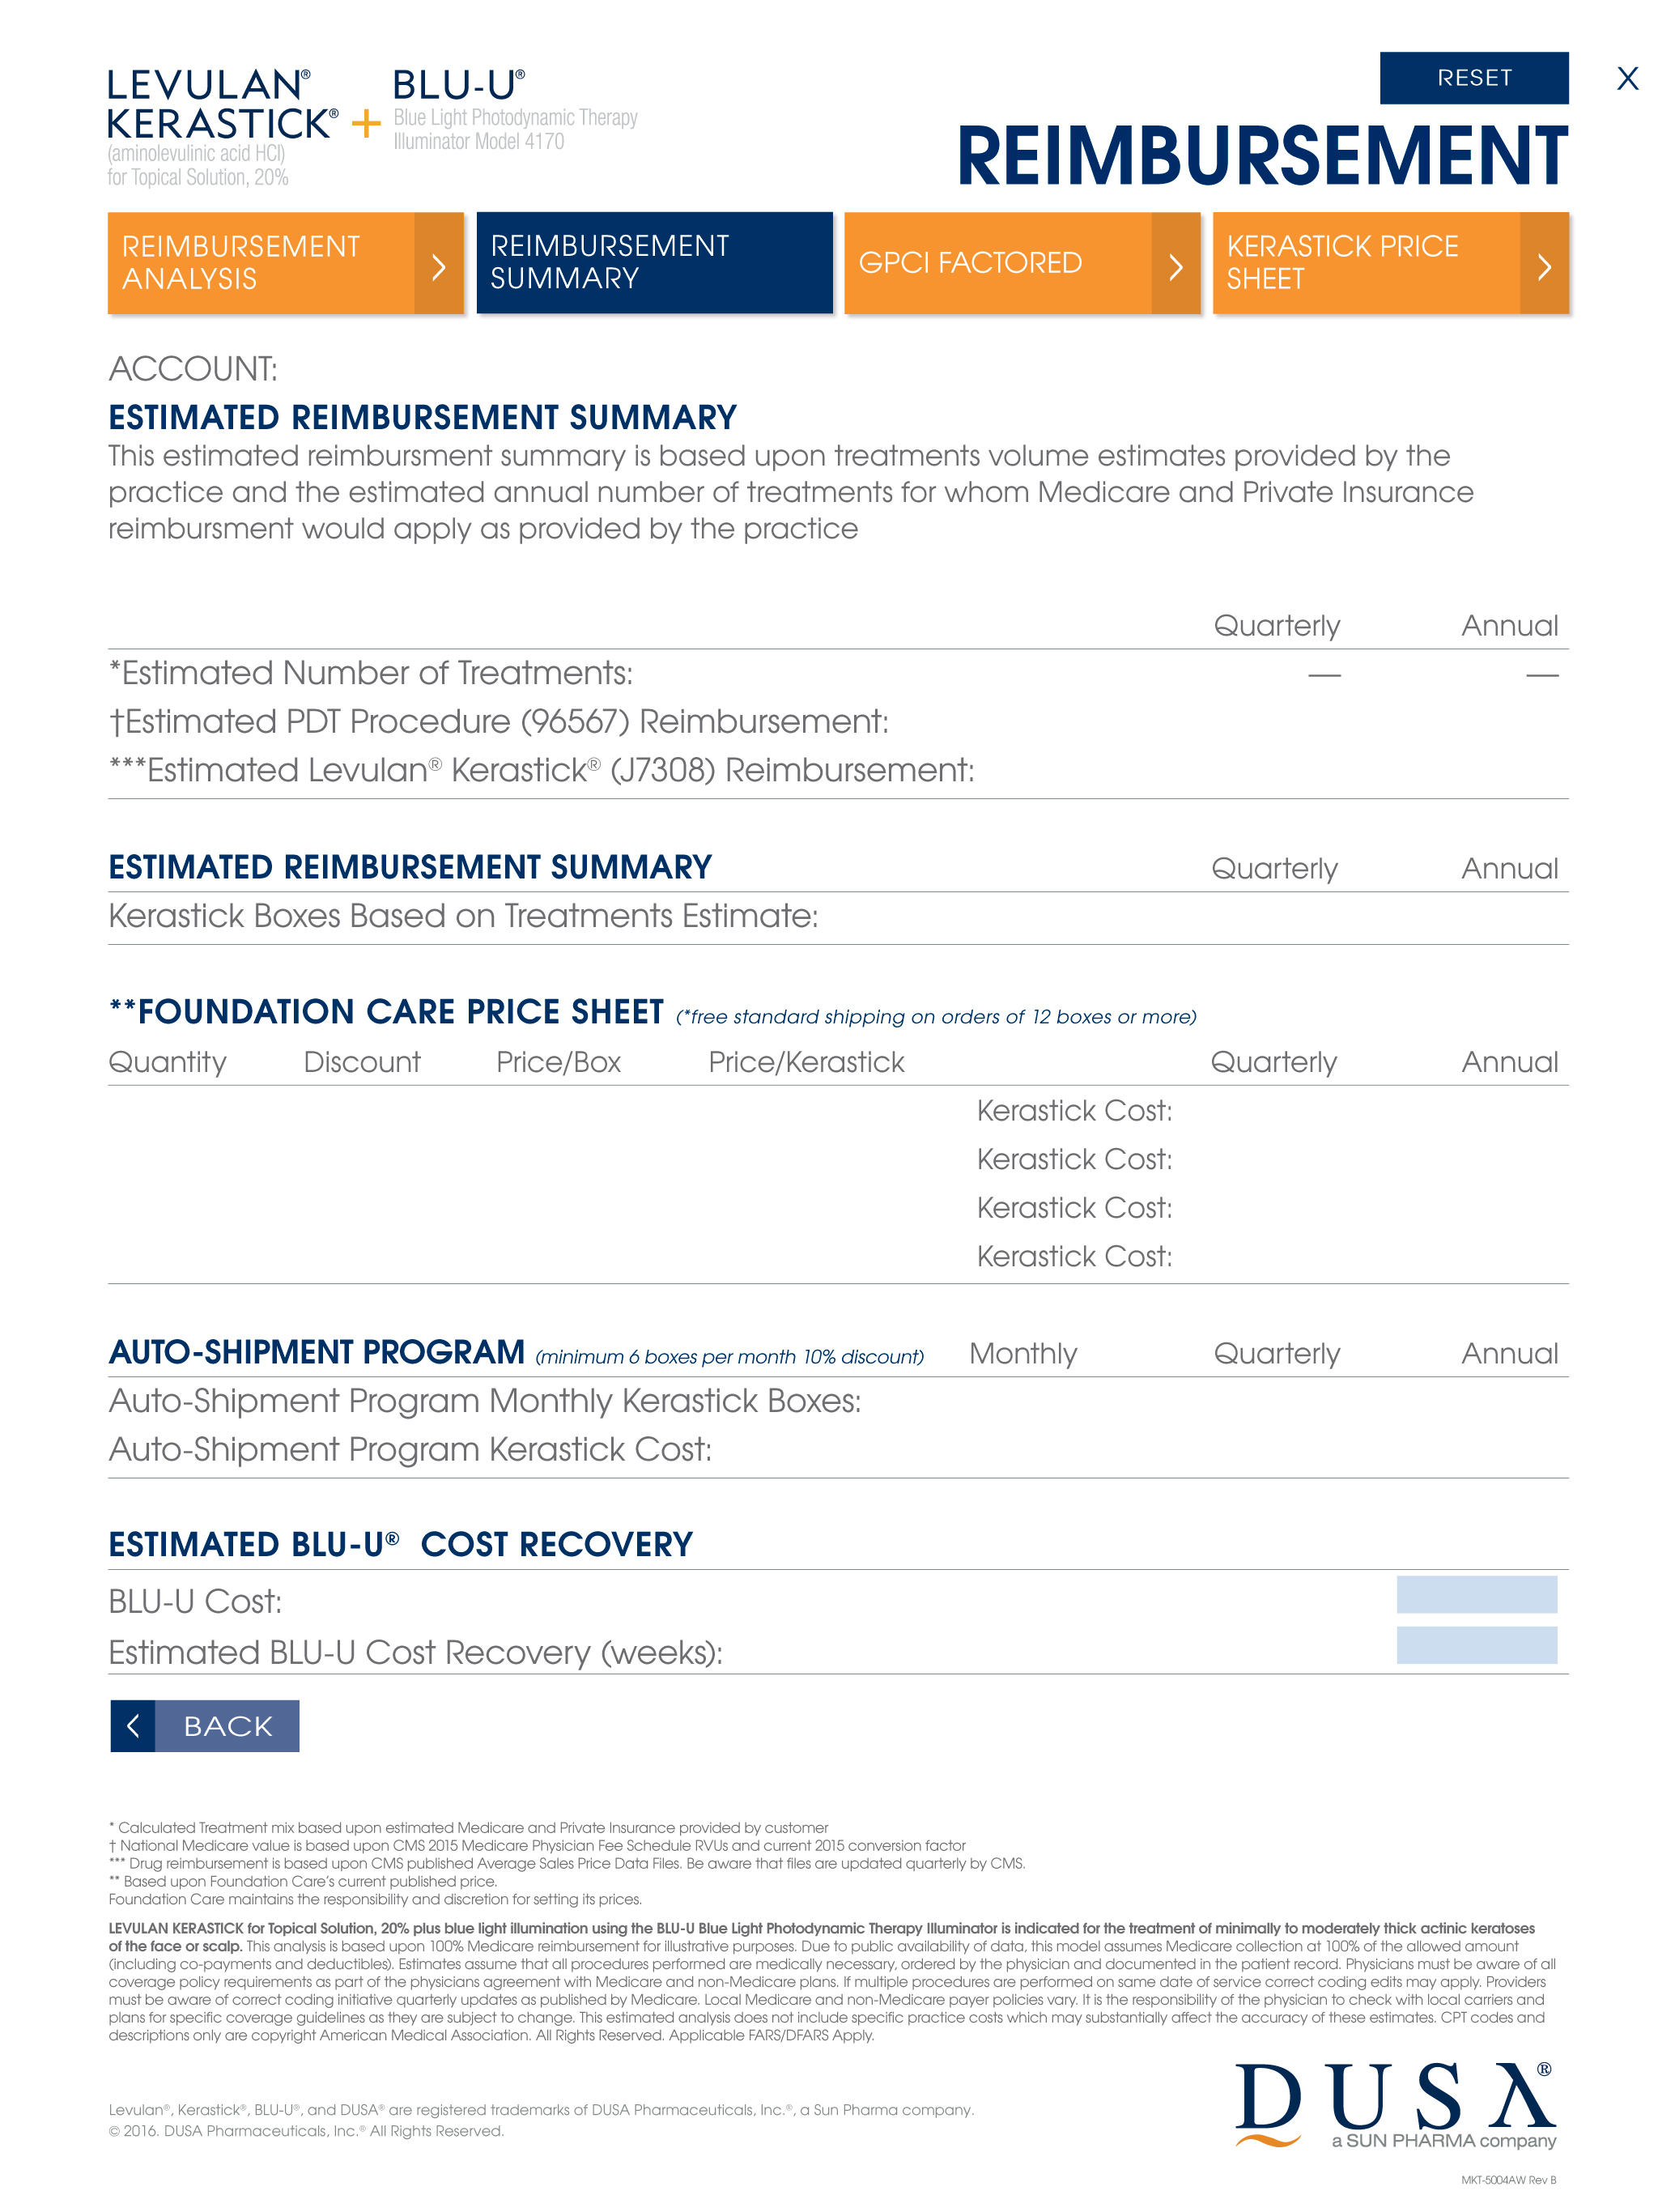 LEVULAN®
KERASTICK®
(aminolevulinic acid HCl)
for Topical Solution, 20%
+
BLU-U®
Blue Light Photodynamic Therapy
Illuminator Model 4170
RESET
X
REIMBURSEMENT
REIMBURSEMENT
ANALYSIS
REIMBURSEMENT
SUMMARY
GPCI FACTORED
KERASTICK PRICE
SHEET
ACCOUNT:
ESTIMATED REIMBURSEMENT SUMMARY
This estimated reimbursment summary is based upon treatments volume estimates provided by the
practice and the estimated annual number of treatments for whom Medicare and Private Insurance
reimbursment would apply as provided by the practice
Quarterly Annual
*Estimated Number of Treatments: — —
†Estimated PDT Procedure (96567) Reimbursement:
***Estimated Levulan® Kerastick® (J7308) Reimbursement:
ESTIMATED REIMBURSEMENT SUMMARY Quarterly Annual
Kerastick Boxes Based on Treatments Estimate:
**FOUNDATION CARE PRICE SHEET (*free standard shipping on orders of 12 boxes or more)
Quantity Discount Price/Box Price/Kerastick Quarterly Annual
Kerastick Cost:
Kerastick Cost:
Kerastick Cost:
Kerastick Cost:
AUTO-SHIPMENT PROGRAM (minimum 6 boxes per month 10% discount) Monthly Quarterly Annual
Auto-Shipment Program Monthly Kerastick Boxes:
Auto-Shipment Program Kerastick Cost:
ESTIMATED BLU-U® COST RECOVERY
BLU-U Cost:
Estimated BLU-U Cost Recovery (weeks):
BACK
* Calculated Treatment mix based upon estimated Medicare and Private Insurance provided by customer
† National Medicare value is based upon CMS 2015 Medicare Physician Fee Schedule RVUs and current 2015 conversion factor
*** Drug reimbursement is based upon CMS published Average Sales Price Data Files. Be aware that files are updated quarterly by CMS.
** Based upon Foundation Care's current published price.
Foundation Care maintains the responsibility and discretion for setting its prices.
LEVULAN KERASTICK for Topical Solution, 20% plus blue light illumination using the BLU-U Blue Light Photodynamic Therapy Illuminator is indicated for the treatment of minimally to moderately thick actinic keratoses
of the face or scalp. This analysis is based upon 100% Medicare reimbursement for illustrative purposes. Due to public availability of data, this model assumes Medicare collection at 100% of the allowed amount
(including co-payments and deductibles). Estimates assume that all procedures performed are medically necessary, ordered by the physician and documented in the patient record. Physicians must be aware of all
coverage policy requirements as part of the physicians agreement with Medicare and non-Medicare plans. If multiple procedures are performed on same date of service correct coding edits may apply. Providers
must be aware of correct coding initiative quarterly updates as published by Medicare. Local Medicare and non-Medicare payer policies vary. It is the responsibility of the physician to check with local carriers and
plans for specific coverage guidelines as they are subject to change. This estimated analysis does not include specific practice costs which may substantially affect the accuracy of these estimates. CPT codes and
descriptions only are copyright American Medical Association. All Rights Reserved. Applicable FARS/DFARS Apply.
Levulan®, Kerastick®, BLU-U®, and DUSA® are registered trademarks of DUSA Pharmaceuticals, Inc.®, a Sun Pharma company.
© 2016. DUSA Pharmaceuticals, Inc.® All Rights Reserved.
DUSA®
a SUN PHARMA company
MKT-5004AW Rev B